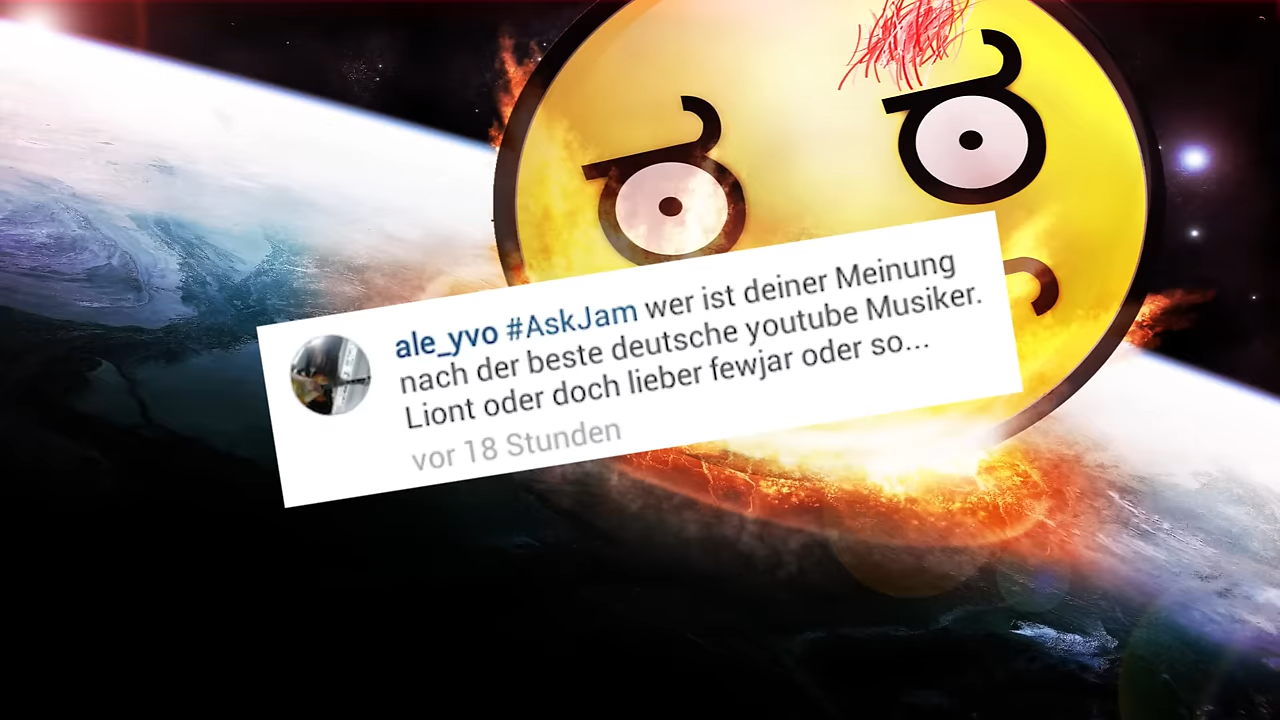 ale_yvo #AskJam wer ist deiner Meinung
nach der beste deutsche youtube Musiker.
Liont oder doch lieber fewjar oder so...
vor 18 Stunden